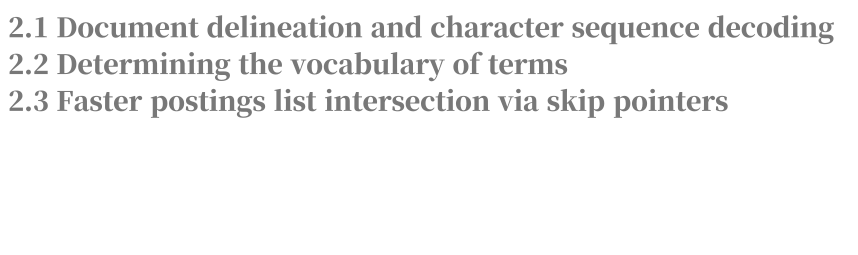 2.1 Document delineation and character sequence decoding
2.2 Determining the vocabulary of terms
2.3 Faster postings list intersection via skip pointers